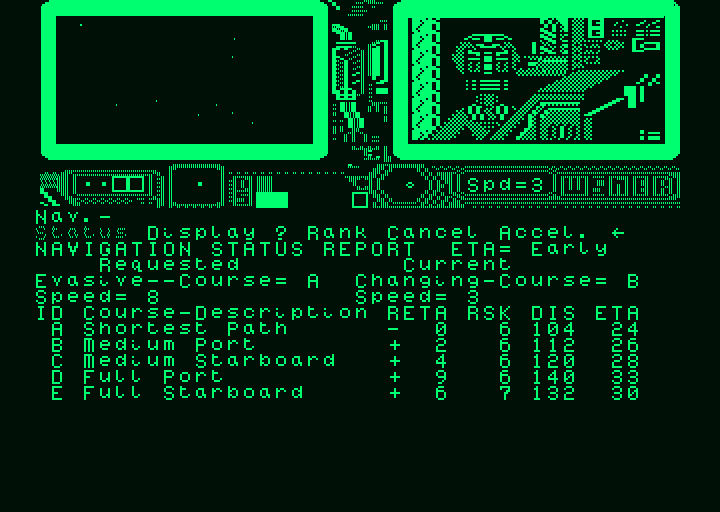 Spd=3
Nav.-
Status Display ? Rank Cancel Accel. ←
NAVIGATION STATUS REPORT ETA= Early
Requested Current
Evasive--Course= A Changing-Course= B
Speed= 8 Speed= 3
ID Course-Description RETA RSK DIS ETA
A Shortest Path - 0 6 104 24
B Medium Port + 2 6 112 26
C Medium Starboard + 4 6 120 28
D Full Port + 9 6 140 33
E Full Starboard + 6 7 132 30